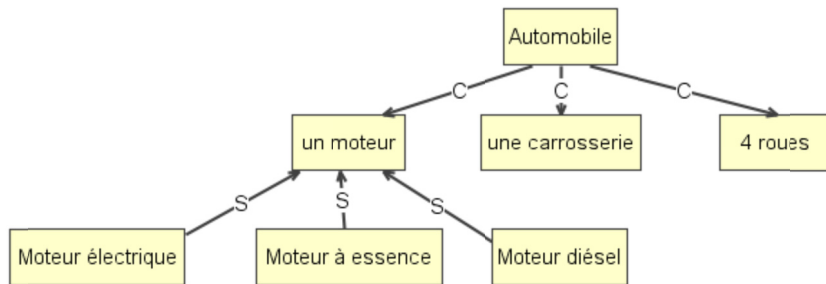 Automobile
C C C
un moteur une carrosserie 4 roues
S S S
Moteur électrique Moteur à essence Moteur diésel